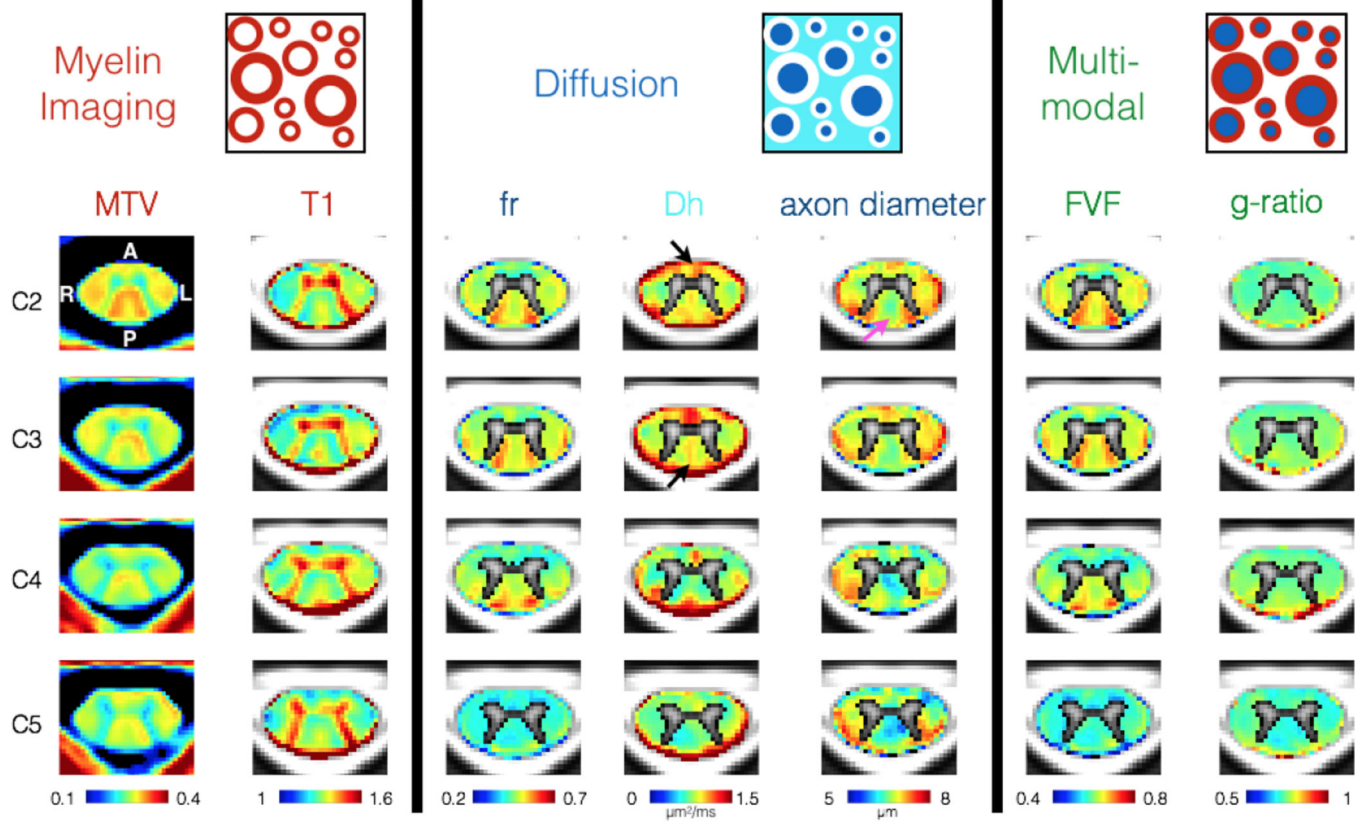 Myelin
Imaging
Diffusion
Multi-
modal
MTV
T1
fr
Dh
axon diameter
FVF
g-ratio
C2
A
R
L
P
C3
C4
C5
0.1
0.4
1
1.6
0.2
0.7
0
1.5
μm²/ms
5
8
μm
0.4
0.8
0.5
1